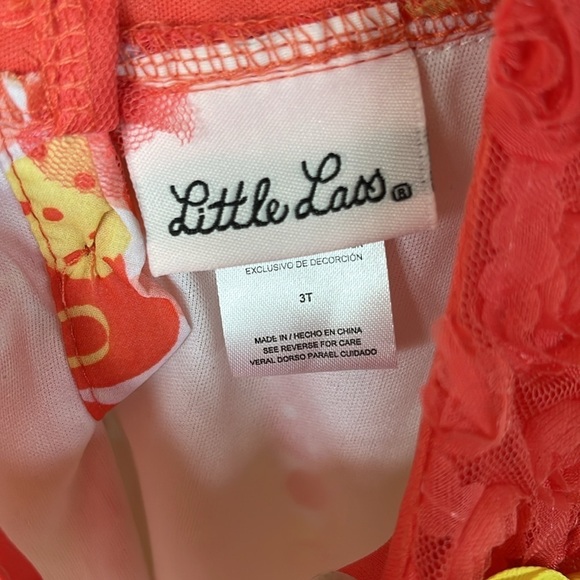 Little Lass®
EXCLUSIVO DE DECORCIÓN
3T
MADE IN / HECHO EN CHINA
SEE REVERSE FOR CARE
VERAL DORSO PARAEL CUIDADO